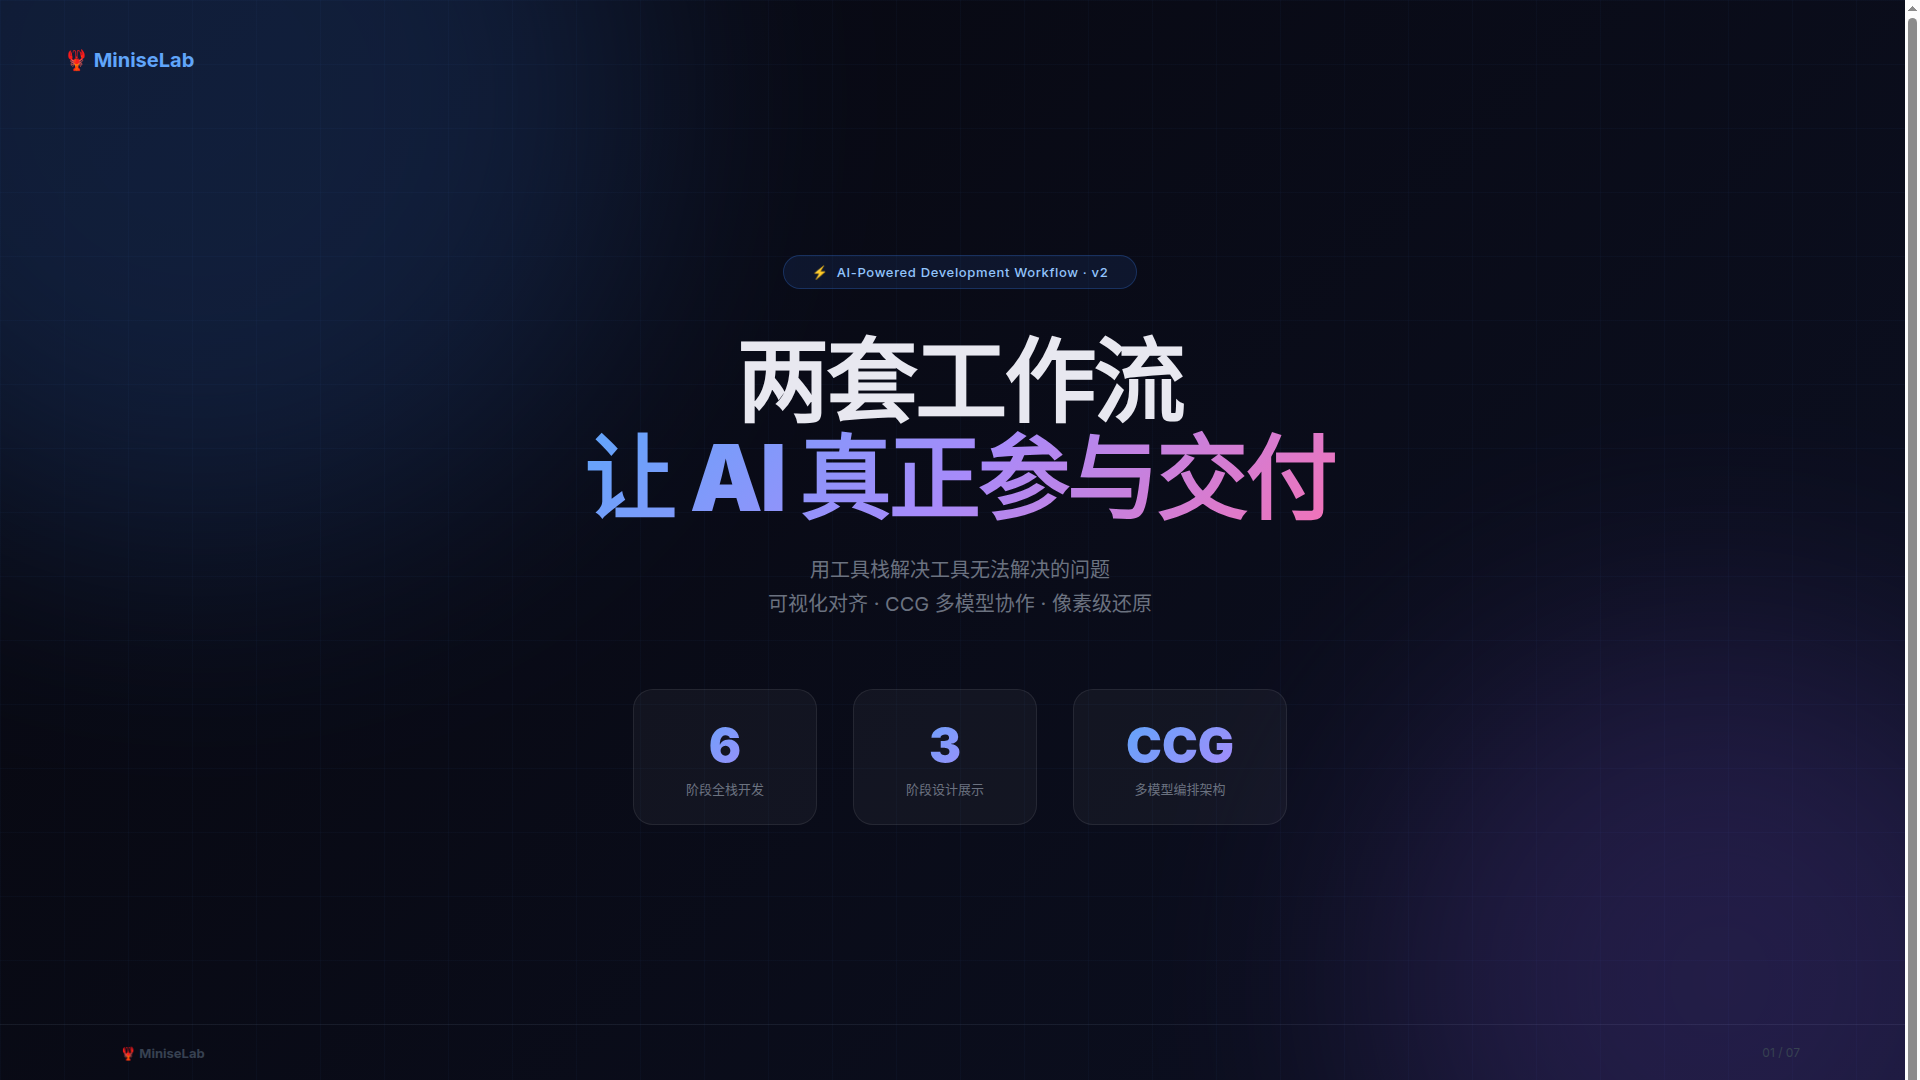 🦞 MiniseLab
⚡ AI-Powered Development Workflow · v2
两套工作流
让 AI 真正参与交付
用工具栈解决工具无法解决的问题
可视化对齐 · CCG 多模型协作 · 像素级还原
6
阶段全栈开发
3
阶段设计展示
CCG
多模型编排架构
🦞 MiniseLab
01 / 07